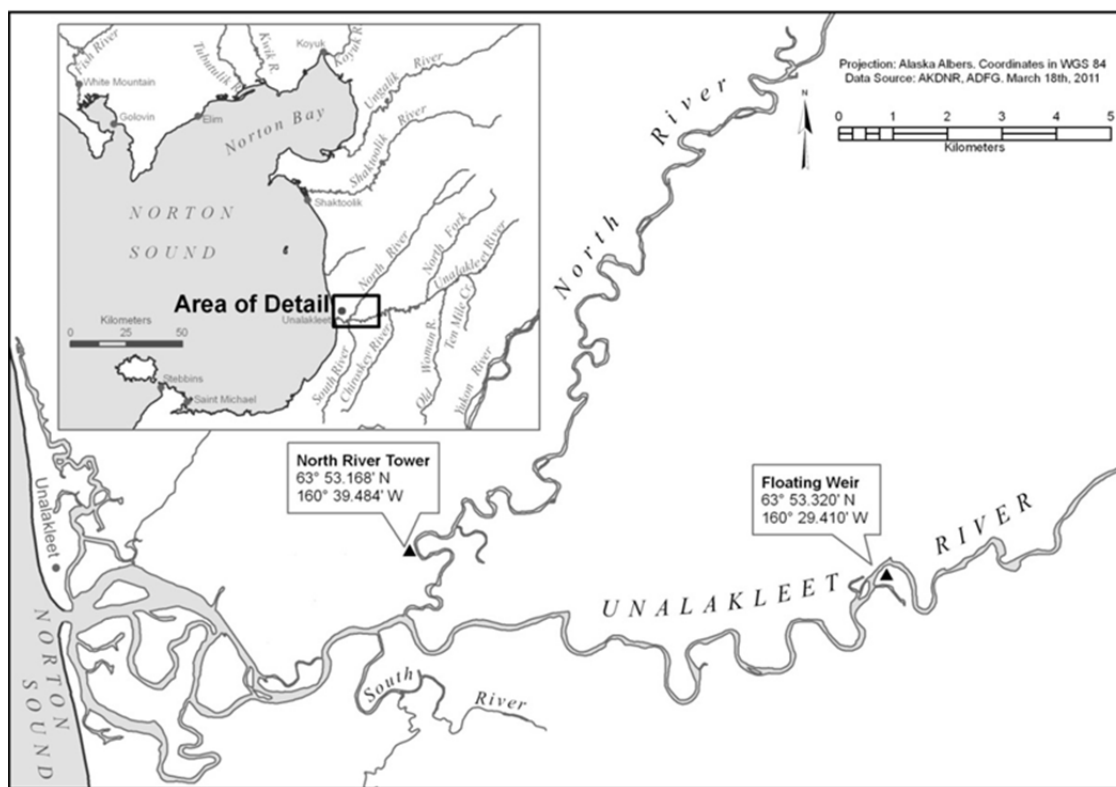 Fish River
White Mountain
Golovin
Tubutulik R.
Kwik R.
Koyuk
Koyuk R.
Elim
Norton Bay
Ungalik River
Shaktoolik River
Shaktoolik
NORTON
SOUND
North River
North Fork
Unalakleet River
Area of Detail
Unalakleet
Kilometers
0 25 50
Stebbins
Saint Michael
South River
Chiroskey River
Old Woman R.
Ten Mile Cr.
Yukon River
Projection: Alaska Albers. Coordinates in WGS 84
Data Source: AKDNR, ADFG. March 18th, 2011
N
0 1 2 3 4 5
Kilometers
North River
North River Tower
63° 53.168' N
160° 39.484' W
Floating Weir
63° 53.320' N
160° 29.410' W
UNALAKLEET RIVER
Unalakleet
South River
NORTON
SOUND